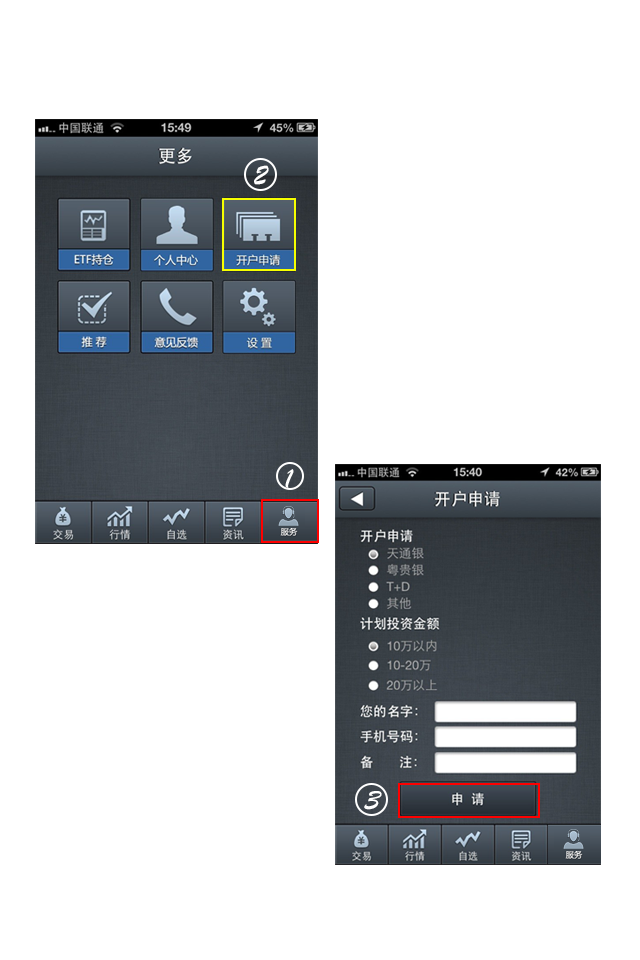 中国联通 15:49 45%
更多
2
ETF持仓 个人中心 开户申请
推 荐 意见反馈 设 置
1
交易 行情 自选 资讯 服务
中国联通 15:40 42%
开户申请
开户申请
天通银
粤贵银
T+D
其他
计划投资金额
10万以内
10-20万
20万以上
您的名字：
手机号码：
备 注：
3 申 请
交易 行情 自选 资讯 服务